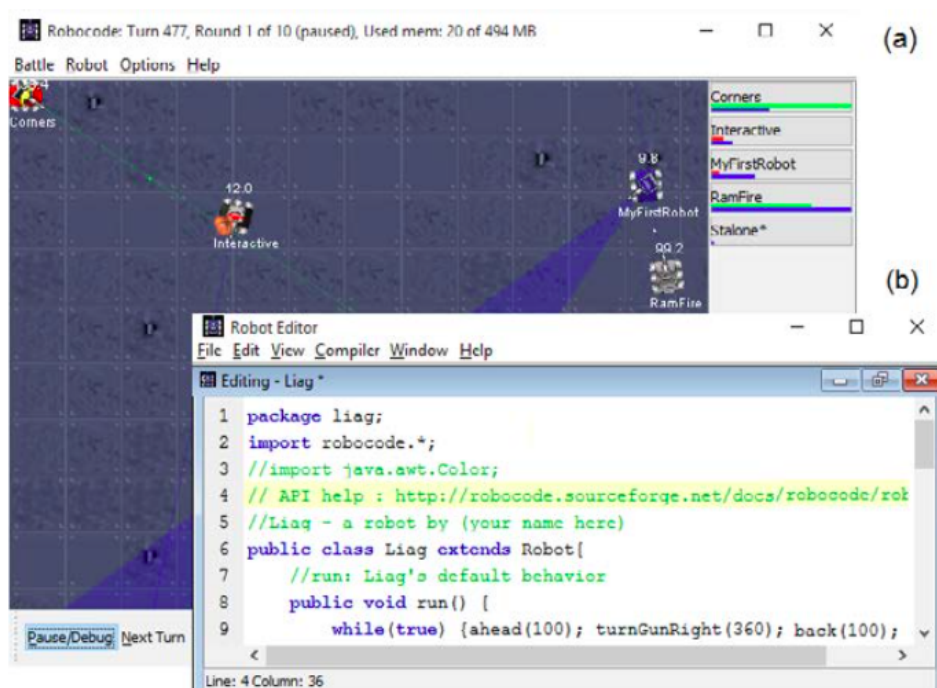 Robocode: Turn 477, Round 1 of 10 (paused), Used mem: 20 of 494 MB
(a)
Battle Robot Options Help
Corners
12.0
Interactive
9.8
MyFirstRobot
99.2
RamFire
Corners
Interactive
MyFirstRobot
RamFire
Stalone*
(b)
Robot Editor
File Edit View Compiler Window Help
Editing - Liag *
1 package liag;
2 import robocode.*;
3 //import java.awt.Color;
4 // API help : http://robocode.sourceforge.net/docs/robocode/rob
5 //Liag - a robot by (your name here)
6 public class Liag extends Robot{
7 //run: Liag's default behavior
8 public void run() {
9 while(true) {ahead(100); turnGunRight(360); back(100);
Pause/Debug Next Turn
Line: 4 Column: 36